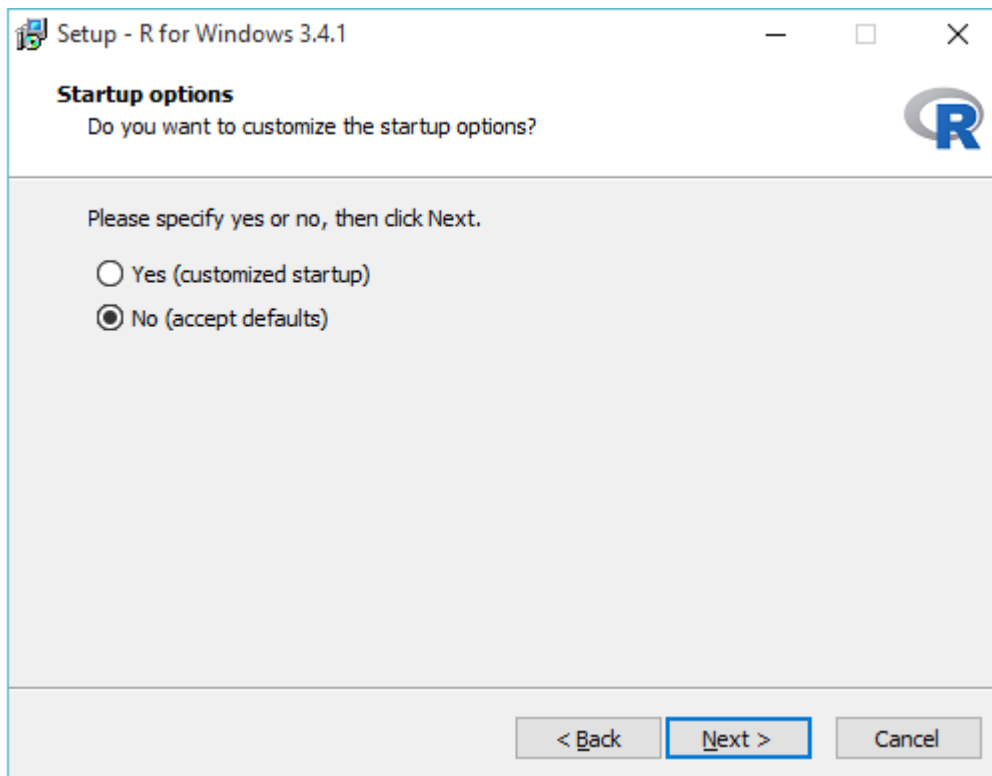 Setup - R for Windows 3.4.1
Startup options
Do you want to customize the startup options?
R
Please specify yes or no, then click Next.
Yes (customized startup)
No (accept defaults)
< Back
Next >
Cancel